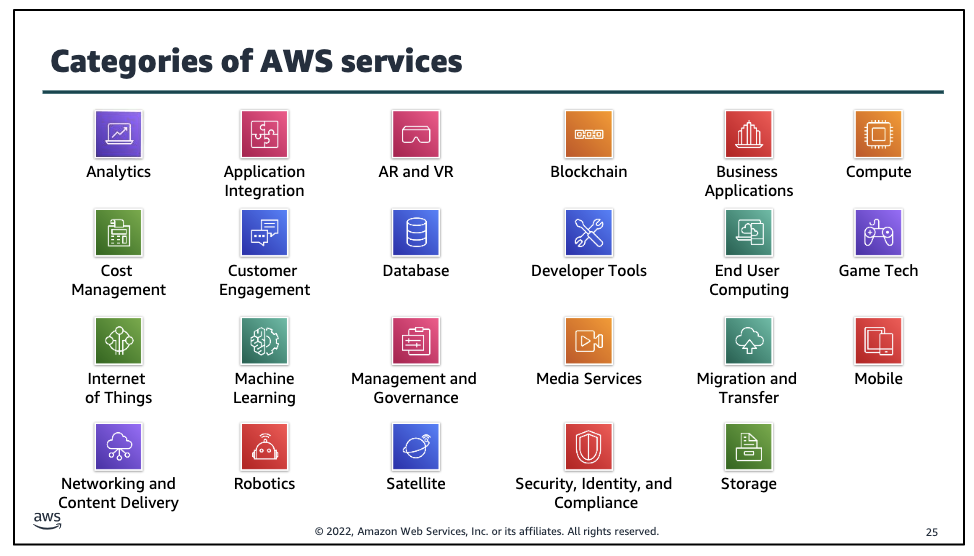 Categories of AWS services
Analytics
Application
Integration
AR and VR
Blockchain
Business
Applications
Compute
Cost
Management
Customer
Engagement
Database
Developer Tools
End User
Computing
Game Tech
Internet
of Things
Machine
Learning
Management and
Governance
Media Services
Migration and
Transfer
Mobile
Networking and
Content Delivery
Robotics
Satellite
Security, Identity, and
Compliance
Storage
aws
© 2022, Amazon Web Services, Inc. or its affiliates. All rights reserved.
25